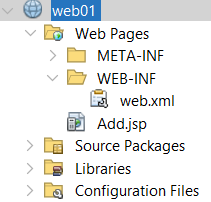 web01
Web Pages
META-INF
WEB-INF
web.xml
Add.jsp
Source Packages
Libraries
Configuration Files